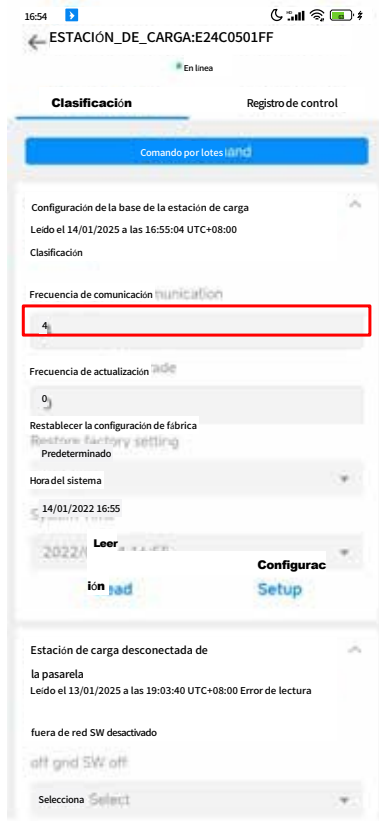 16:54
ESTACIÓN_DE_CARGA:E24C0501FF
En línea
Clasificación Registro de control
Comando por lotes and
Configuración de la base de la estación de carga
Leído el 14/01/2025 a las 16:55:04 UTC+08:00
Clasificación
Frecuencia de comunicación munication
4
Frecuencia de actualización ade
0
Restablecer la configuración de fábrica
Restore factory setting
Predeterminado
Hora del sistema
14/01/2022 16:55
2022/
Leer
Configurac
ión ead Setup
Estación de carga desconectada de
la pasarela
Leído el 13/01/2025 a las 19:03:40 UTC+08:00 Error de lectura
fuera de red SW desactivado
off grid SW off
Selecciona Select